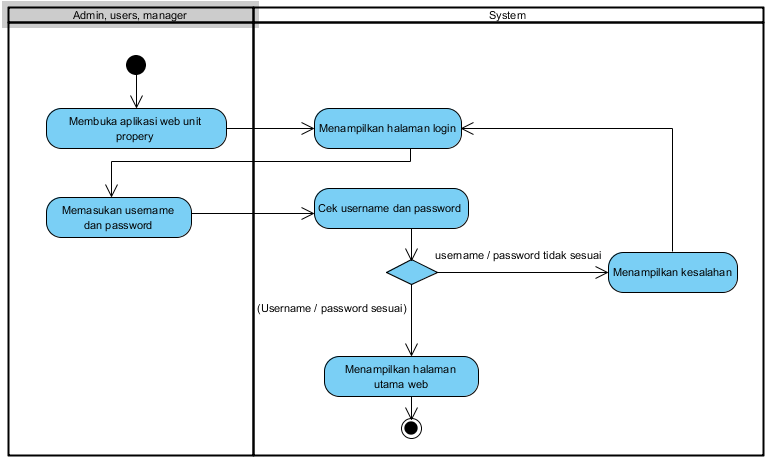 Admin, users, manager
System
Membuka aplikasi web unit
propery
Menampilkan halaman login
Memasukan username
dan password
Cek username dan password
username / password tidak sesuai
Menampilkan kesalahan
(Username / password sesuai)
Menampilkan halaman
utama web